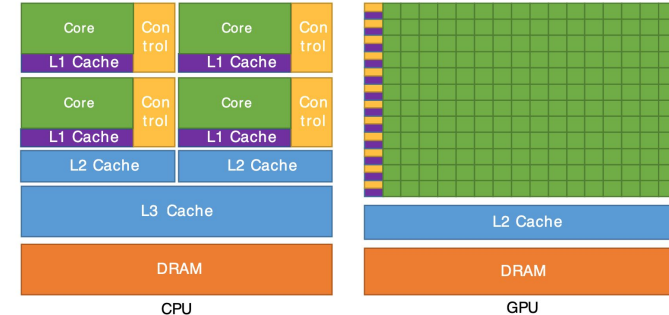 Core
Con
trol
Core
Con
trol
L1 Cache
L1 Cache
Core
Con
trol
Core
Con
trol
L1 Cache
L1 Cache
L2 Cache
L2 Cache
L3 Cache
DRAM
CPU
L2 Cache
DRAM
GPU